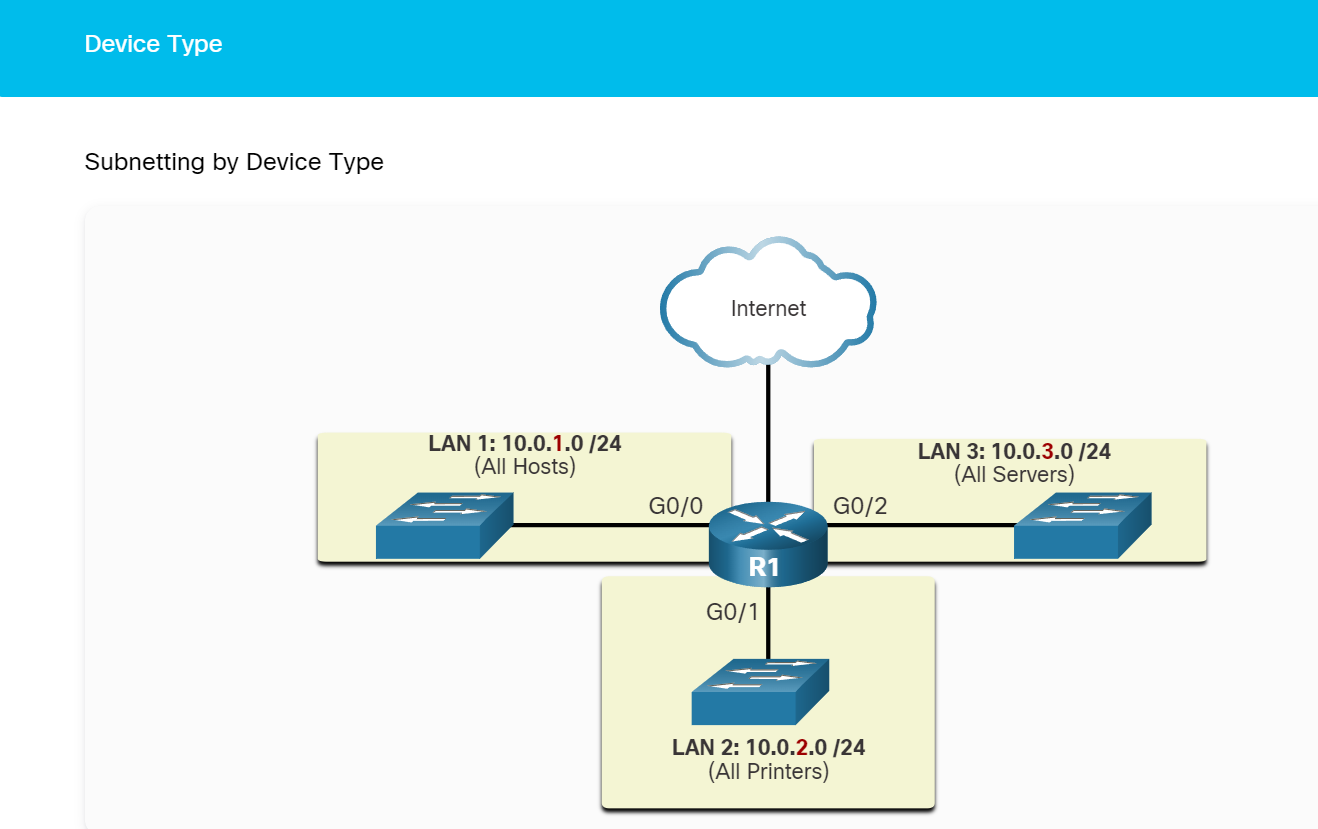 Device Type
Subnetting by Device Type
Internet
LAN 1: 10.0.1.0 /24
(All Hosts)
LAN 3: 10.0.3.0 /24
(All Servers)
G0/0
G0/2
R1
G0/1
LAN 2: 10.0.2.0 /24
(All Printers)